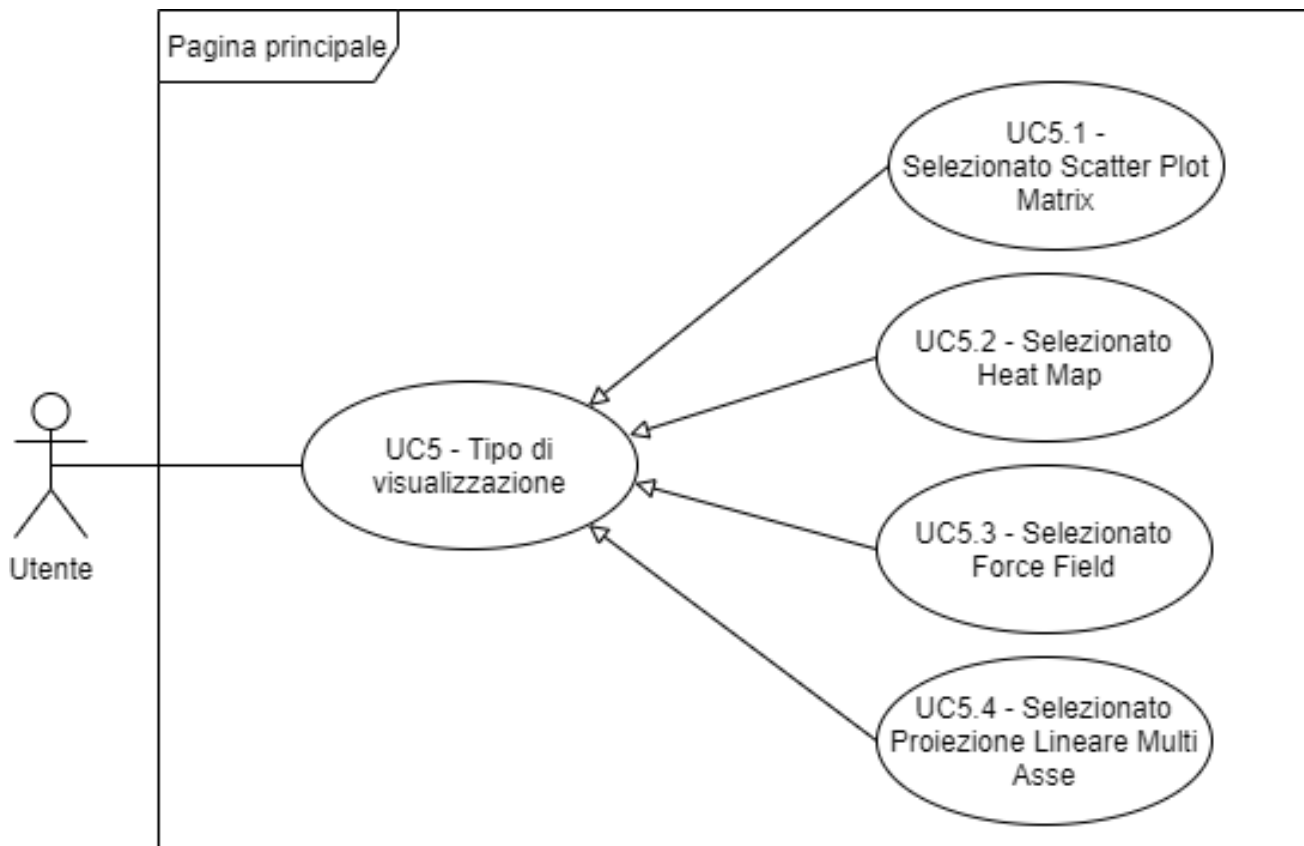 Pagina principale
UC5.1 -
Selezionato Scatter Plot
Matrix
UC5.2 - Selezionato
Heat Map
UC5 - Tipo di
visualizzazione
UC5.3 - Selezionato
Force Field
Utente
UC5.4 - Selezionato
Proiezione Lineare Multi
Asse